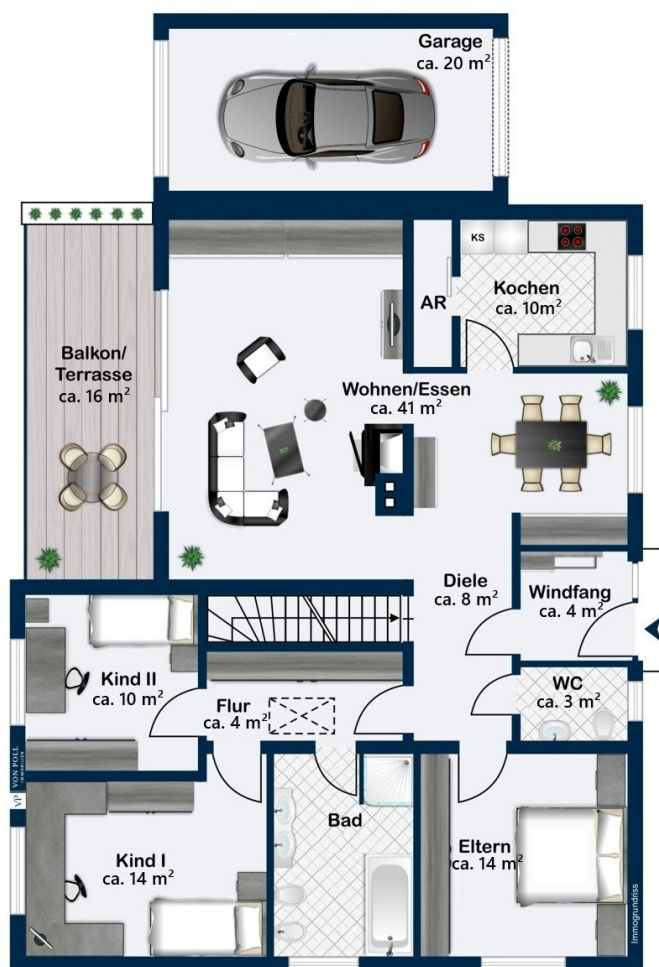 Garage
ca. 20 m²
KS
Kochen
ca. 10m²
AR
Balkon/
Terrasse
ca. 16 m²
Wohnen/Essen
ca. 41 m²
Diele
ca. 8 m²
Windfang
ca. 4 m²
Kind II
ca. 10 m²
Flur
ca. 4 m²
WC
ca. 3 m²
VP VON POLL
IMMOBILIEN
Bad
Eltern
ca. 14 m²
Kind I
ca. 14 m²
Immogrundriss